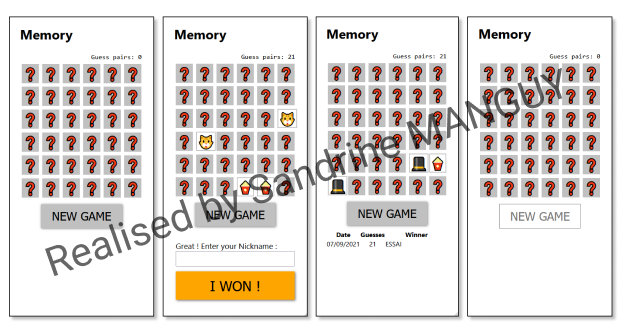 Memory
Guess pairs: 0
NEW GAME
Memory
Guess pairs: 21
NEW GAME
Great ! Enter your Nickname :
I WON !
Memory
Guess pairs: 21
NEW GAME
Date Guesses Winner
07/09/2021 21 ESSAI
Memory
Guess pairs: 0
NEW GAME
Realised by Sandrine MANGUY